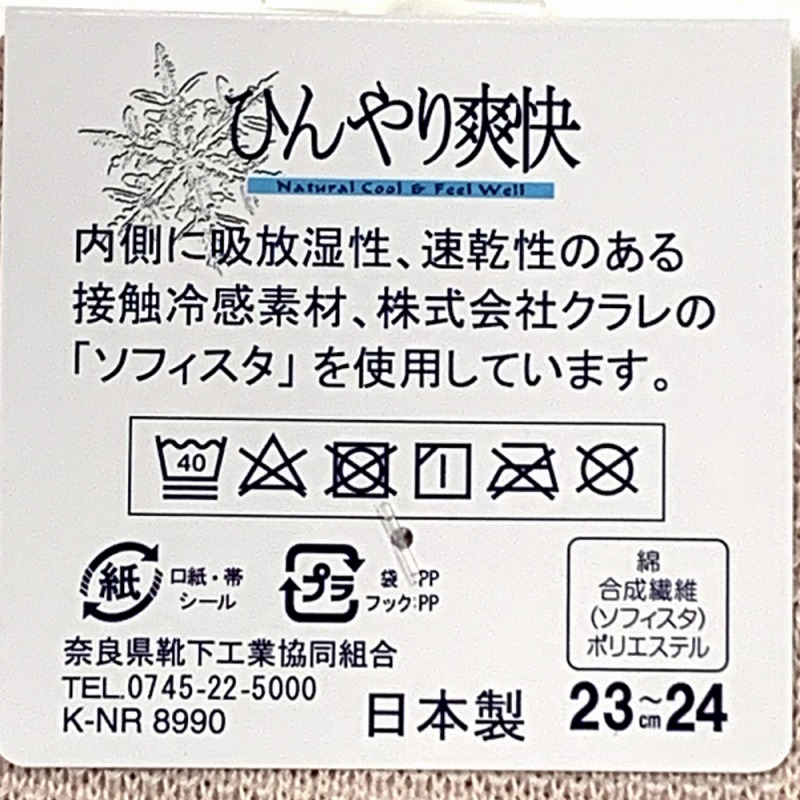 ひんやり爽快
Natural Cool & Feel Well
内側に吸放湿性、速乾性のある
接触冷感素材、株式会社クラレの
「ソフィスタ」を使用しています。
40
紙 口紙・帯
シール
プラ 袋:PP
フック:PP
綿
合成繊維
(ソフィスタ)
ポリエステル
奈良県靴下工業協同組合
TEL.0745-22-5000
K-NR 8990
日本製
23～24
cm